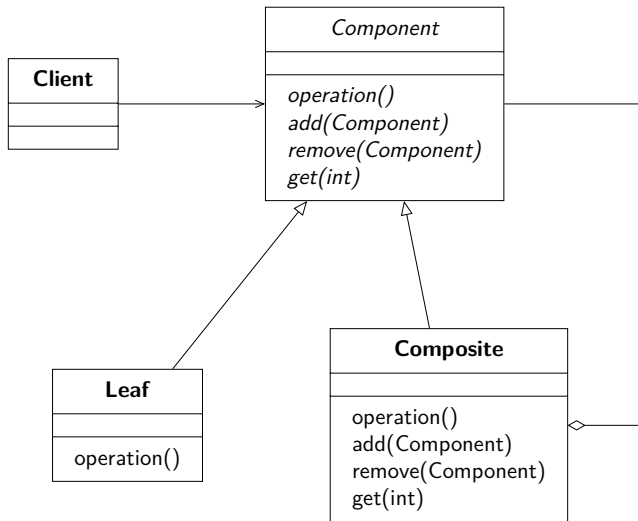 Component
Client
operation()
add(Component)
remove(Component)
get(int)
Composite
Leaf
operation()
operation()
add(Component)
remove(Component)
get(int)